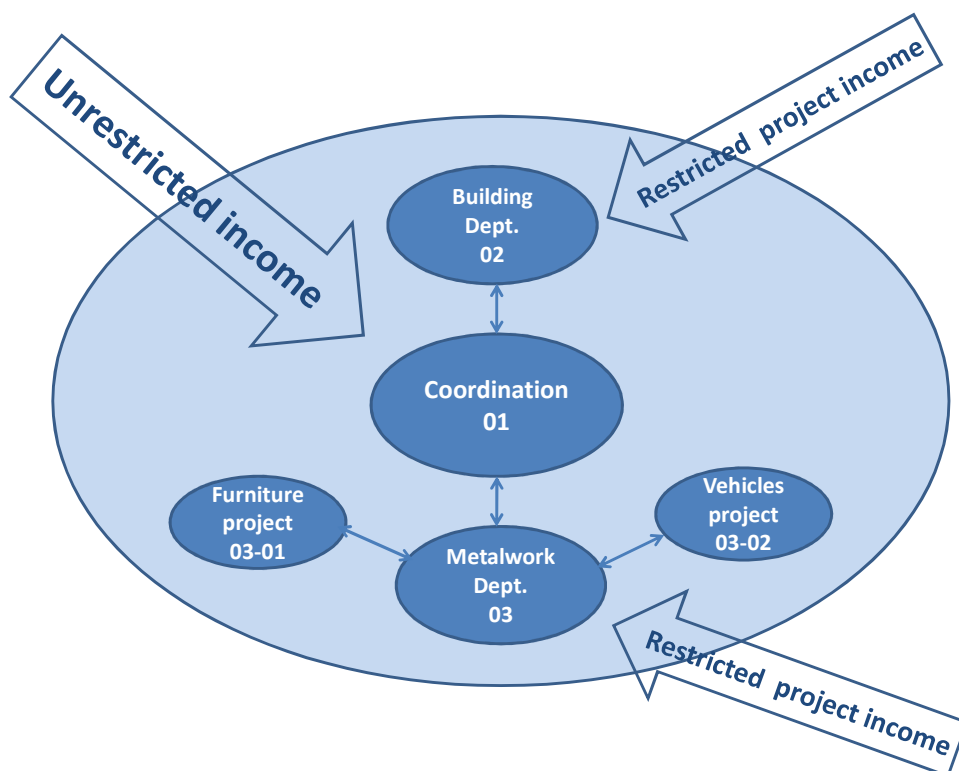 Unrestricted income
Restricted project income
Building
Dept.
02
Coordination
01
Furniture
project
03-01
Vehicles
project
03-02
Metalwork
Dept.
03
Restricted project income